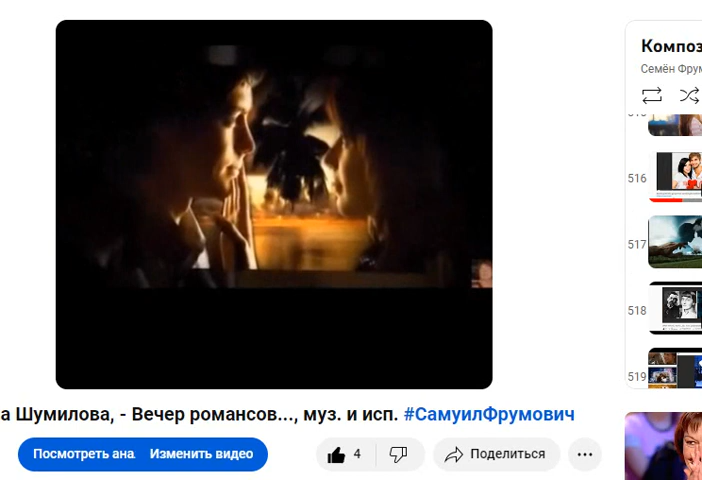 Композ
Семён Фрум
516
517
518
519
а Шумилова, - Вечер романсов..., муз. и исп. #СамуилФрумович
Посмотреть ана Изменить видео 4 Поделиться